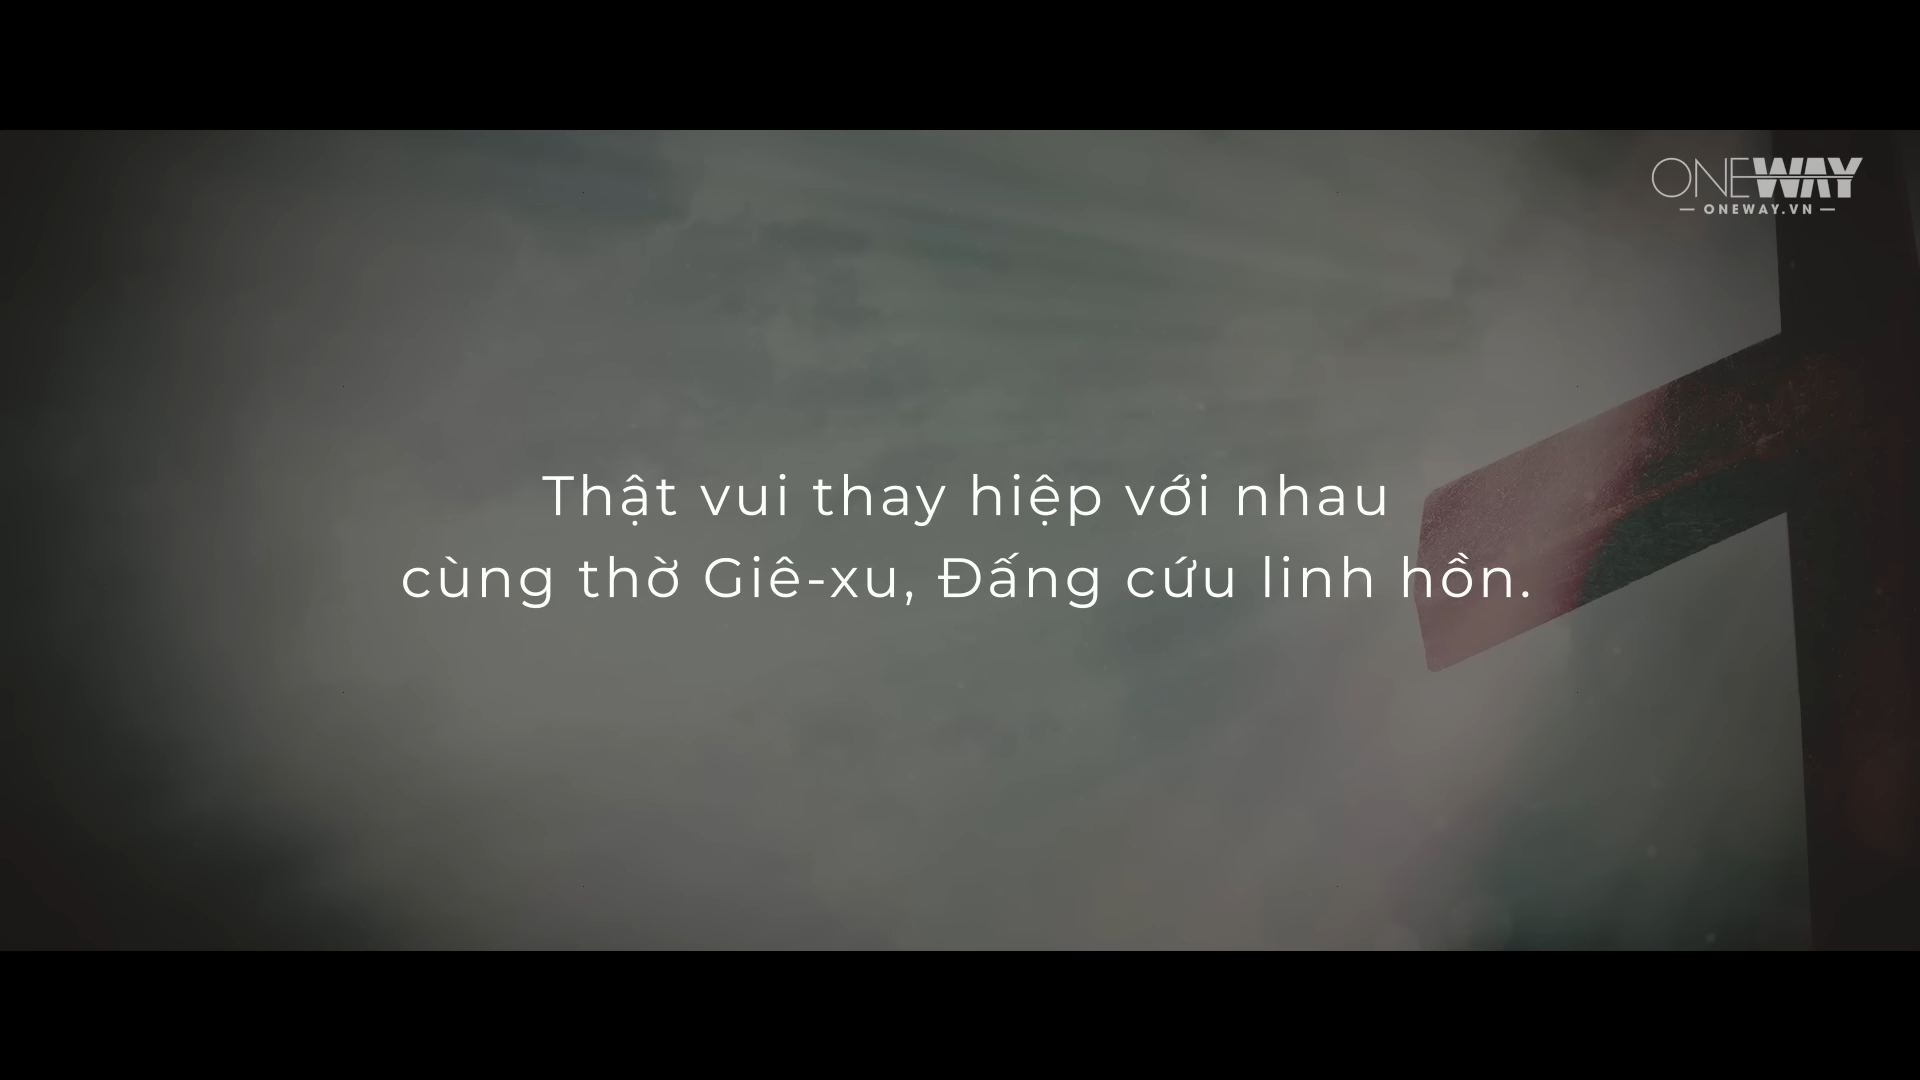 ONEWAY
— ONEWAY.VN —
Thật vui thay hiệp với nhau
cùng thờ Giê-xu, Đấng cứu linh hồn.